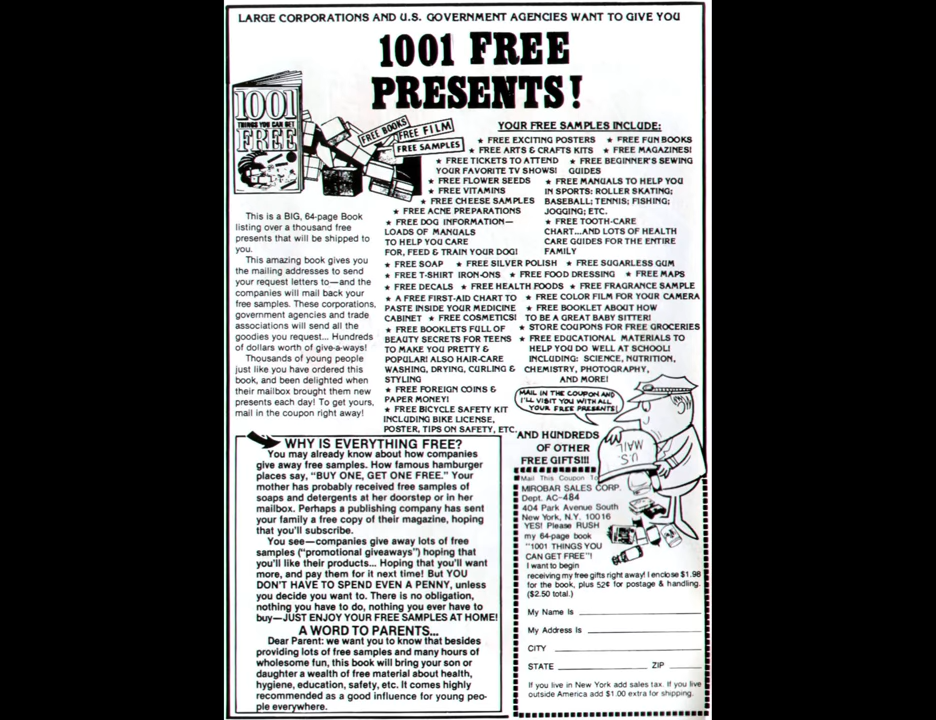 LARGE CORPORATIONS AND U.S. GOVERNMENT AGENCIES WANT TO GIVE YOU
1001 FREE
PRESENTS!
1001
THINGS YOU CAN GET
FREE
FREE BOOKS
FREE FILM
FREE SAMPLES
This is a BIG, 64-page Book
listing over a thousand free
presents that will be shipped to
you.
This amazing book gives you
the mailing addresses to send
your request letters to—and the
companies will mail back your
free samples. These corporations,
government agencies and trade
associations will send all the
goodies you request... Hundreds
of dollars worth of give-a-ways!
Thousands of young people
just like you have ordered this
book, and been delighted when
their mailbox brought them new
presents each day! To get yours,
mail in the coupon right away!
YOUR FREE SAMPLES INCLUDE:
★ FREE EXCITING POSTERS ★ FREE FUN BOOKS
★ FREE ARTS & CRAFTS KITS ★ FREE MAGAZINES!
★ FREE TICKETS TO ATTEND ★ FREE BEGINNER'S SEWING
YOUR FAVORITE TV SHOWS! GUIDES
★ FREE FLOWER SEEDS ★ FREE MANUALS TO HELP YOU
★ FREE VITAMINS IN SPORTS: ROLLER SKATING;
★ FREE CHEESE SAMPLES BASEBALL; TENNIS; FISHING;
★ FREE ACNE PREPARATIONS JOGGING; ETC.
★ FREE DOG INFORMATION— ★ FREE TOOTH-CARE
LOADS OF MANUALS CHART...AND LOTS OF HEALTH
TO HELP YOU CARE CARE GUIDES FOR THE ENTIRE
FOR, FEED & TRAIN YOUR DOG! FAMILY
★ FREE SOAP ★ FREE SILVER POLISH ★ FREE SUGARLESS GUM
★ FREE T-SHIRT IRON-ONS ★ FREE FOOD DRESSING ★ FREE MAPS
★ FREE DECALS ★ FREE HEALTH FOODS ★ FREE FRAGRANCE SAMPLE
★ A FREE FIRST-AID CHART TO ★ FREE COLOR FILM FOR YOUR CAMERA
PASTE INSIDE YOUR MEDICINE ★ FREE BOOKLET ABOUT HOW
CABINET ★ FREE COSMETICS! TO BE A GREAT BABY SITTER!
★ FREE BOOKLETS FULL OF ★ STORE COUPONS FOR FREE GROCERIES
BEAUTY SECRETS FOR TEENS ★ FREE EDUCATIONAL MATERIALS TO
TO MAKE YOU PRETTY & HELP YOU DO WELL AT SCHOOL!
POPULAR! ALSO HAIR-CARE INCLUDING: SCIENCE, NUTRITION,
WASHING, DRYING, CURLING & CHEMISTRY, PHOTOGRAPHY,
STYLING AND MORE!
★ FREE FOREIGN COINS &
PAPER MONEY!
★ FREE BICYCLE SAFETY KIT
INCLUDING BIKE LICENSE,
POSTER, TIPS ON SAFETY, ETC.
MAIL IN THE COUPON AND
I'LL VISIT YOU WITH ALL
YOUR FREE PRESENTS!
AND HUNDREDS
OF OTHER
FREE GIFTS!!!
U.S.
MAIL
WHY IS EVERYTHING FREE?
You may already know about how companies
give away free samples. How famous hamburger
places say, "BUY ONE, GET ONE FREE." Your
mother has probably received free samples of
soaps and detergents at her doorstep or in her
mailbox. Perhaps a publishing company has sent
your family a free copy of their magazine, hoping
that you'll subscribe.
You see—companies give away lots of free
samples ("promotional giveaways") hoping that
you'll like their products... Hoping that you'll want
more, and pay them for it next time! But YOU
DON'T HAVE TO SPEND EVEN A PENNY, unless
you decide you want to. There is no obligation,
nothing you have to do, nothing you ever have to
buy—JUST ENJOY YOUR FREE SAMPLES AT HOME!
A WORD TO PARENTS...
Dear Parent: we want you to know that besides
providing lots of free samples and many hours of
wholesome fun, this book will bring your son or
daughter a wealth of free material about health,
hygiene, education, safety, etc. It comes highly
recommended as a good influence for young peo-
ple everywhere.
Mail This Coupon To
MIROBAR SALES CORP.
Dept. AC-484
404 Park Avenue South
New York, N.Y. 10016
YES! Please RUSH
my 64-page book
"1001 THINGS YOU
CAN GET FREE"!
I want to begin
receiving my free gifts right away! I enclose $1.98
for the book, plus 52¢ for postage & handling.
($2.50 total.)
My Name Is
My Address Is
CITY
STATE ZIP
If you live in New York add sales tax. If you live
outside America add $1.00 extra for shipping.